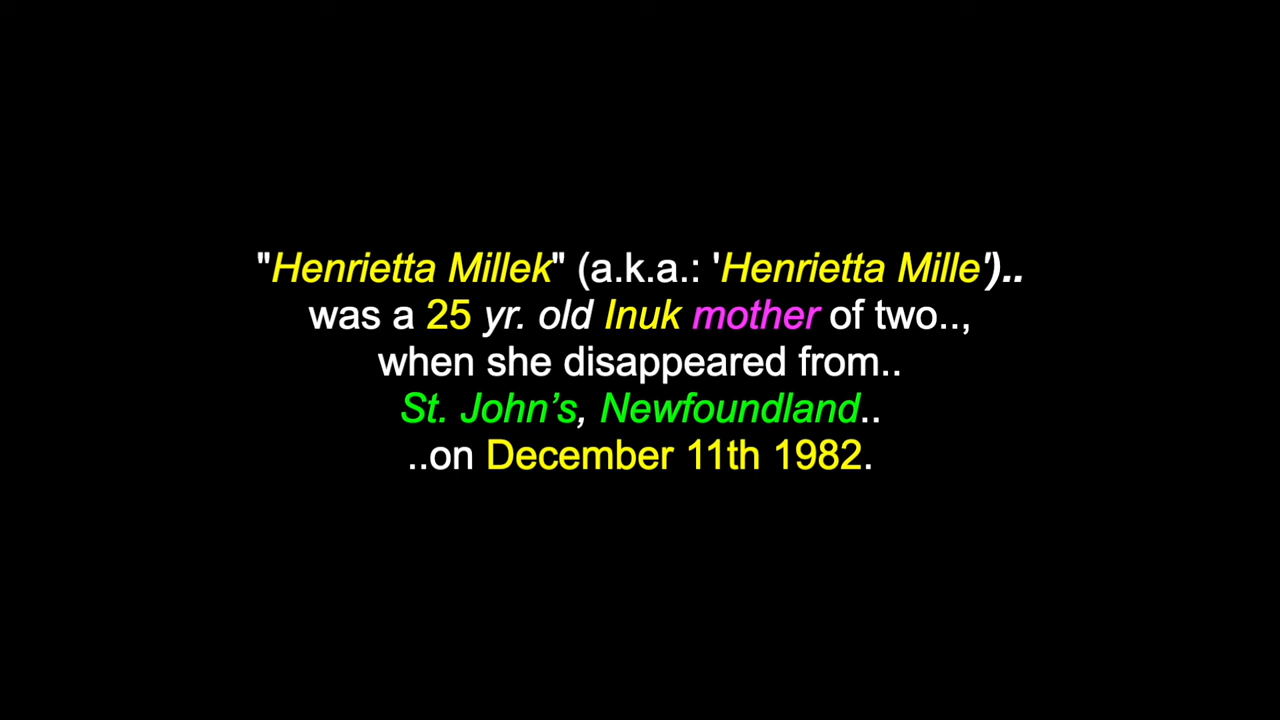 "Henrietta Millek" (a.k.a.: 'Henrietta Mille')..
was a 25 yr. old Inuk mother of two..,
when she disappeared from..
St. John’s, Newfoundland..
..on December 11th 1982.